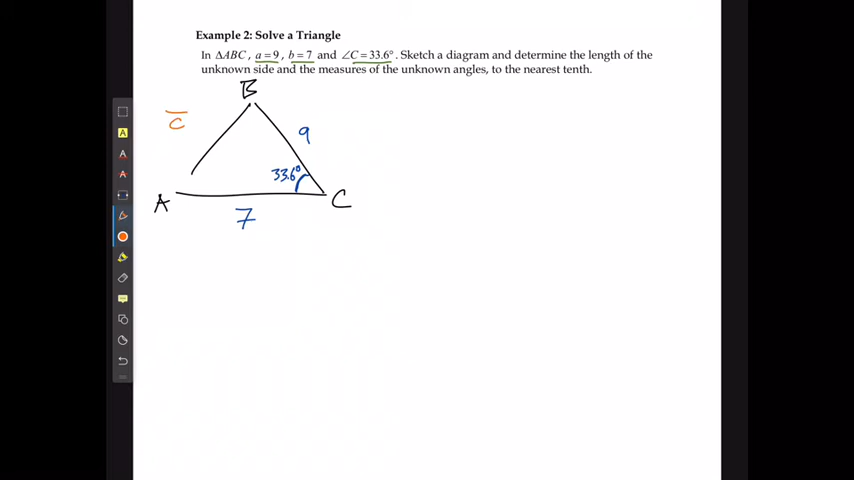 Example 2: Solve a Triangle
In ΔABC, a = 9, b = 7 and ∠C = 33.6°. Sketch a diagram and determine the length of the
unknown side and the measures of the unknown angles, to the nearest tenth.
B
c
9
33.6°
A
C
7